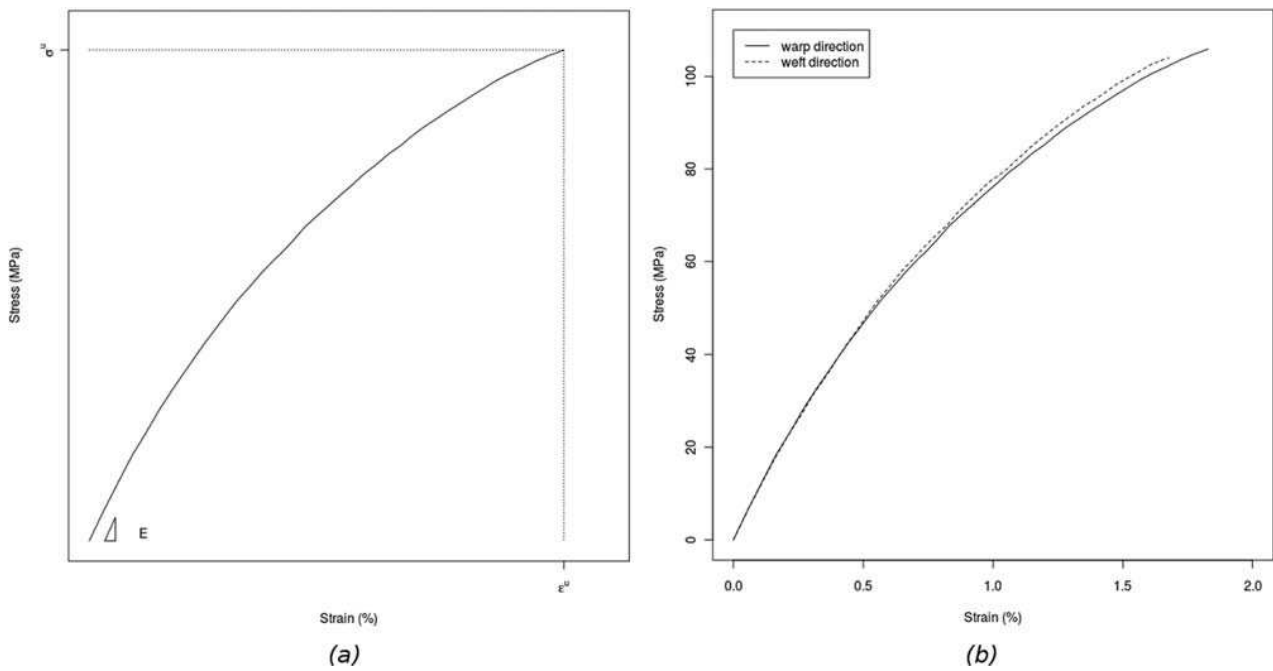 σᵘ
Stress (MPa)
E
εᵘ
Strain (%)
(a)
warp direction
weft direction
100
80
60
40
20
0
Stress (MPa)
0.0 0.5 1.0 1.5 2.0
Strain (%)
(b)